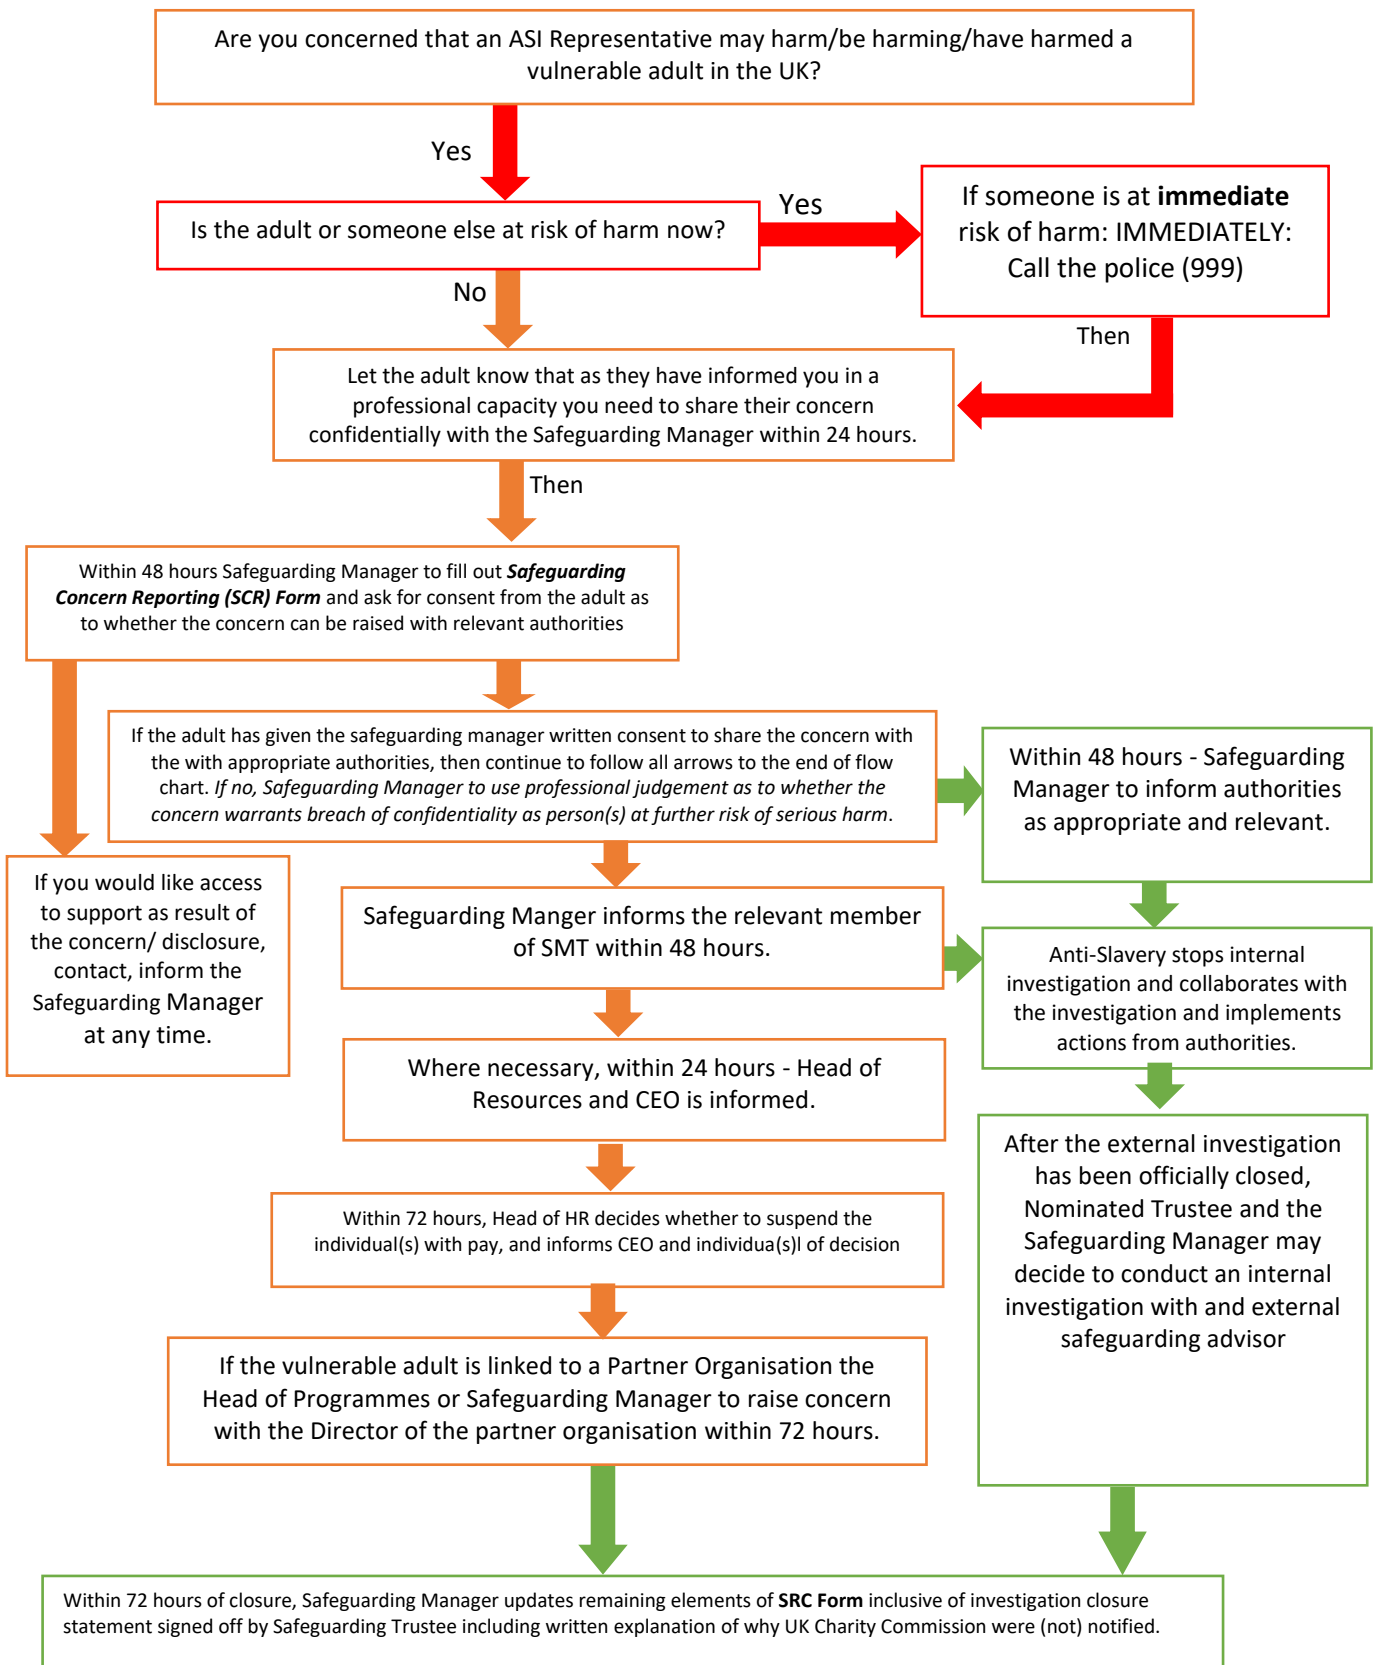 Are you concerned that an ASI Representative may harm/be harming/have harmed a
vulnerable adult in the UK?
Yes
Is the adult or someone else at risk of harm now?
Yes
If someone is at immediate
risk of harm: IMMEDIATELY:
Call the police (999)
No
Then
Let the adult know that as they have informed you in a
professional capacity you need to share their concern
confidentially with the Safeguarding Manager within 24 hours.
Then
Within 48 hours Safeguarding Manager to fill out Safeguarding
Concern Reporting (SCR) Form and ask for consent from the adult as
to whether the concern can be raised with relevant authorities
If the adult has given the safeguarding manager written consent to share the concern with
the with appropriate authorities, then continue to follow all arrows to the end of flow
chart. If no, Safeguarding Manager to use professional judgement as to whether the
concern warrants breach of confidentiality as person(s) at further risk of serious harm.
Within 48 hours - Safeguarding
Manager to inform authorities
as appropriate and relevant.
If you would like access
to support as result of
the concern/ disclosure,
contact, inform the
Safeguarding Manager
at any time.
Safeguarding Manger informs the relevant member
of SMT within 48 hours.
Anti-Slavery stops internal
investigation and collaborates with
the investigation and implements
actions from authorities.
Where necessary, within 24 hours - Head of
Resources and CEO is informed.
After the external investigation
has been officially closed,
Nominated Trustee and the
Safeguarding Manager may
decide to conduct an internal
investigation with and external
safeguarding advisor
Within 72 hours, Head of HR decides whether to suspend the
individual(s) with pay, and informs CEO and individua(s)l of decision
If the vulnerable adult is linked to a Partner Organisation the
Head of Programmes or Safeguarding Manager to raise concern
with the Director of the partner organisation within 72 hours.
Within 72 hours of closure, Safeguarding Manager updates remaining elements of SRC Form inclusive of investigation closure
statement signed off by Safeguarding Trustee including written explanation of why UK Charity Commission were (not) notified.